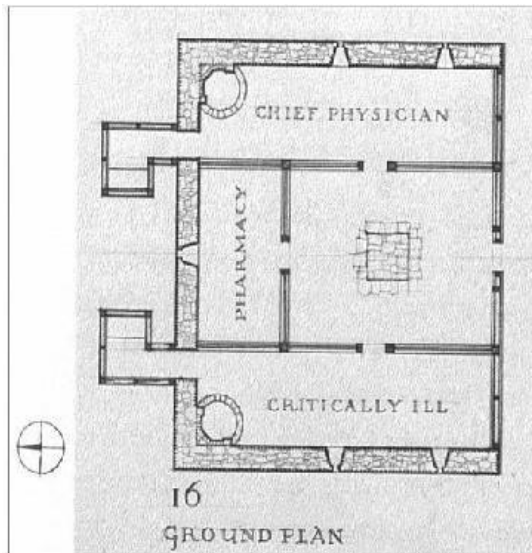 CHIEF PHYSICIAN
PHARMACY
CRITICALLY ILL
16
GROUND PLAN